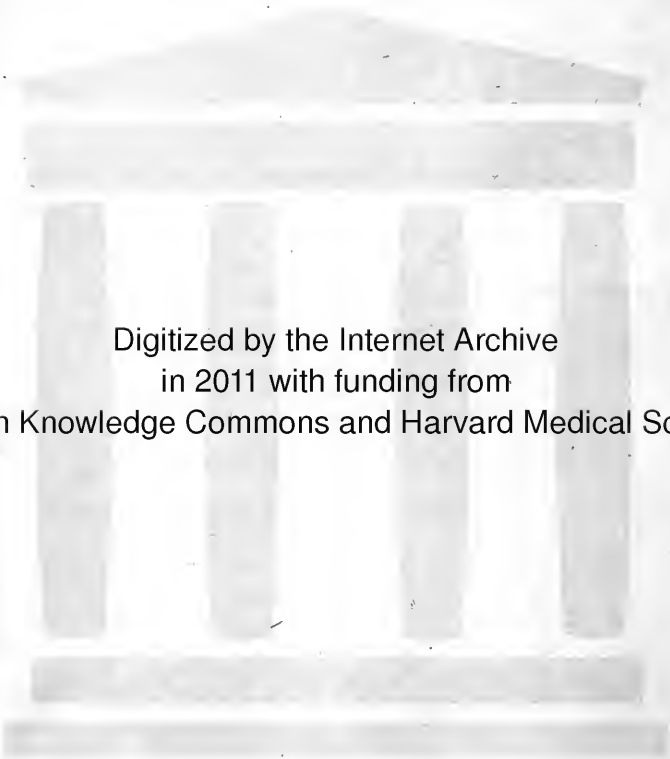 Digitized by the Internet Archive
in 2011 with funding from
Knowledge Commons and Harvard Medical